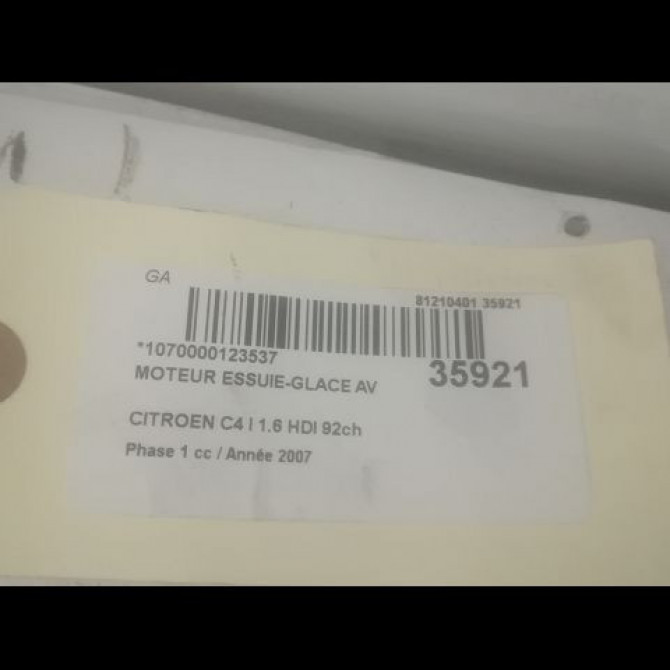 GA
81210401 35921
*1070000123537
35921
MOTEUR ESSUIE-GLACE AV
CITROEN C4 I 1.6 HDI 92ch
Phase 1 cc / Année 2007